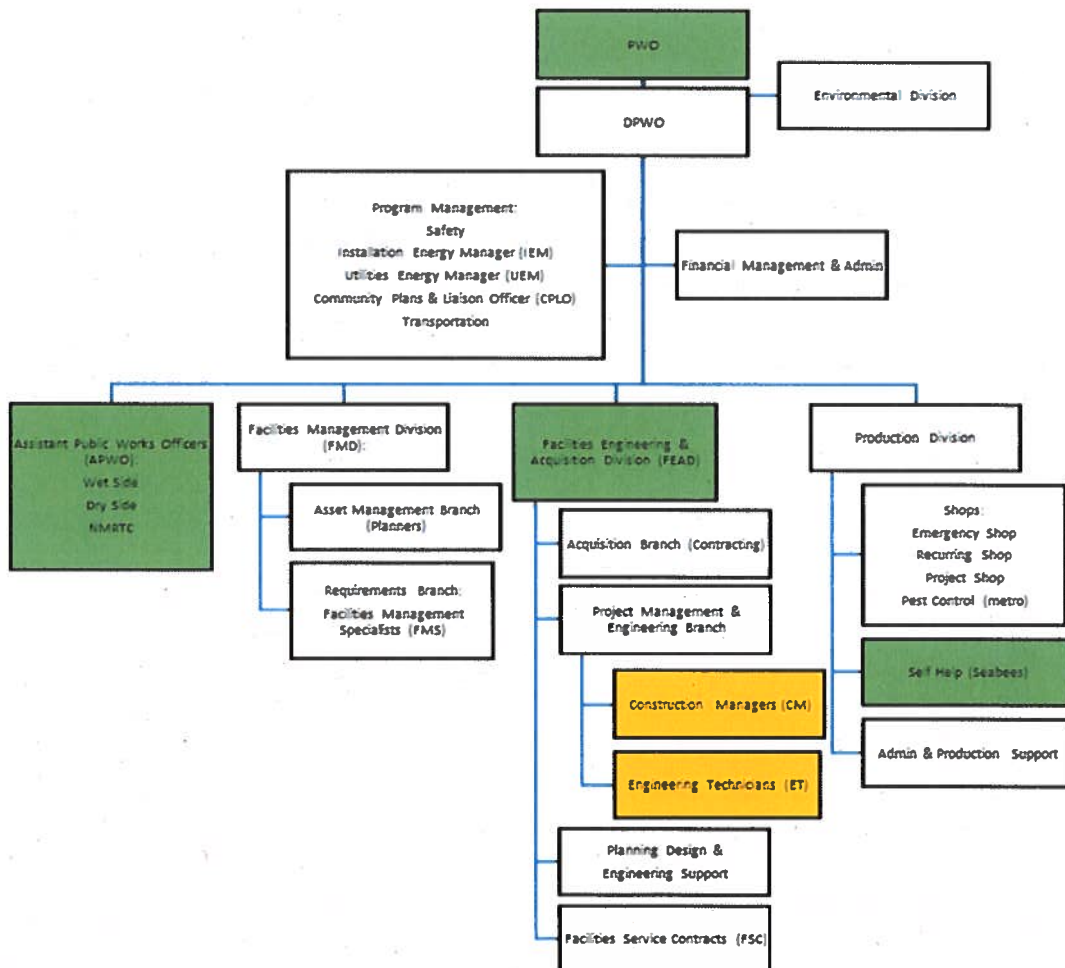 PWO
DPWO
Environmental Division
Program Management:
Safety
Installation Energy Manager (IEM)
Utilities Energy Manager (UEM)
Community Plans & Liaison Officer (CPLO)
Transportation
Financial Management & Admin
Assistant Public Works Officers
(APWO):
Wet Side
Dry Side
NMRTC
Facilities Management Division
(FMD):
Asset Management Branch
(Planners)
Requirements Branch:
Facilities Management
Specialists (FMS)
Facilities Engineering &
Acquisition Division (FEAD)
Acquisition Branch (Contracting)
Project Management &
Engineering Branch
Construction Managers (CM)
Engineering Technicians (ET)
Planning Design &
Engineering Support
Facilities Service Contracts (FSC)
Production Division
Shops:
Emergency Shop
Recurring Shop
Project Shop
Pest Control (metro)
Self Help (Seabees)
Admin & Production Support